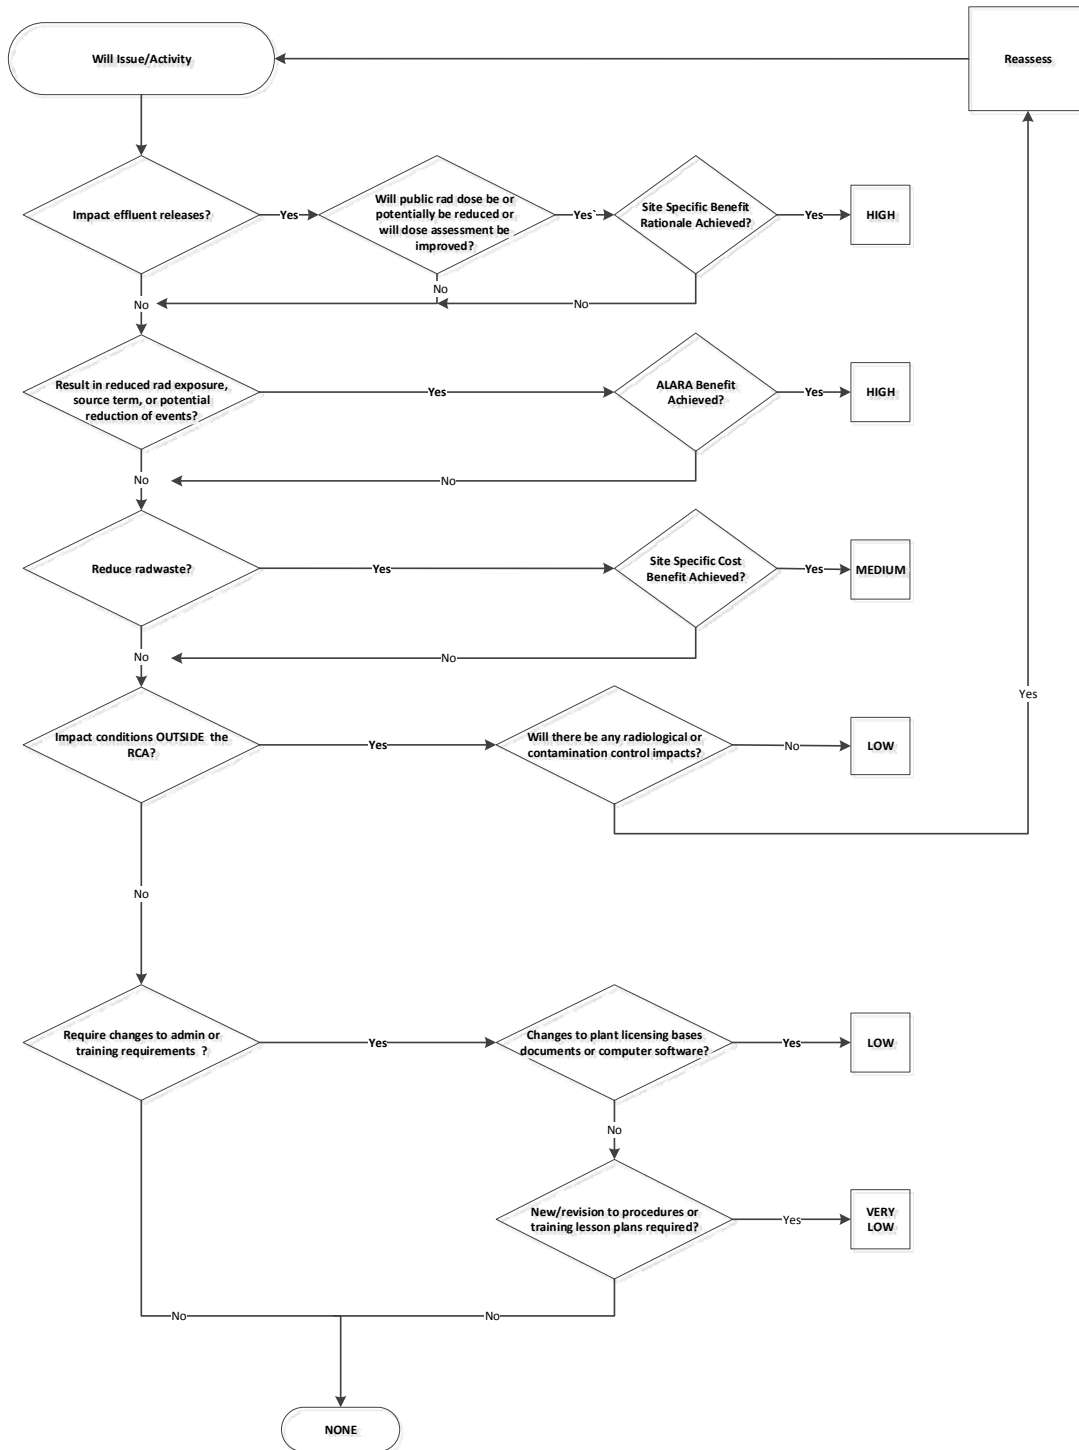 Will Issue/Activity
Reassess
Impact effluent releases?
Yes
Will public rad dose be or
potentially be reduced or
will dose assessment be
improved?
Yes`
Site Specific Benefit
Rationale Achieved?
Yes
HIGH
No
No
No
Result in reduced rad exposure,
source term, or potential
reduction of events?
Yes
ALARA Benefit
Achieved?
Yes
HIGH
No
No
Reduce radwaste?
Yes
Site Specific Cost
Benefit Achieved?
Yes
MEDIUM
No
No
Yes
Impact conditions OUTSIDE  the
RCA?
Yes
Will there be any radiological or
contamination control impacts?
No
LOW
No
Require changes to admin or
training requirements  ?
Yes
Changes to plant licensing bases
documents or computer software?
Yes
LOW
No
New/revision to procedures or
training lesson plans required?
Yes
VERY
LOW
No
No
NONE